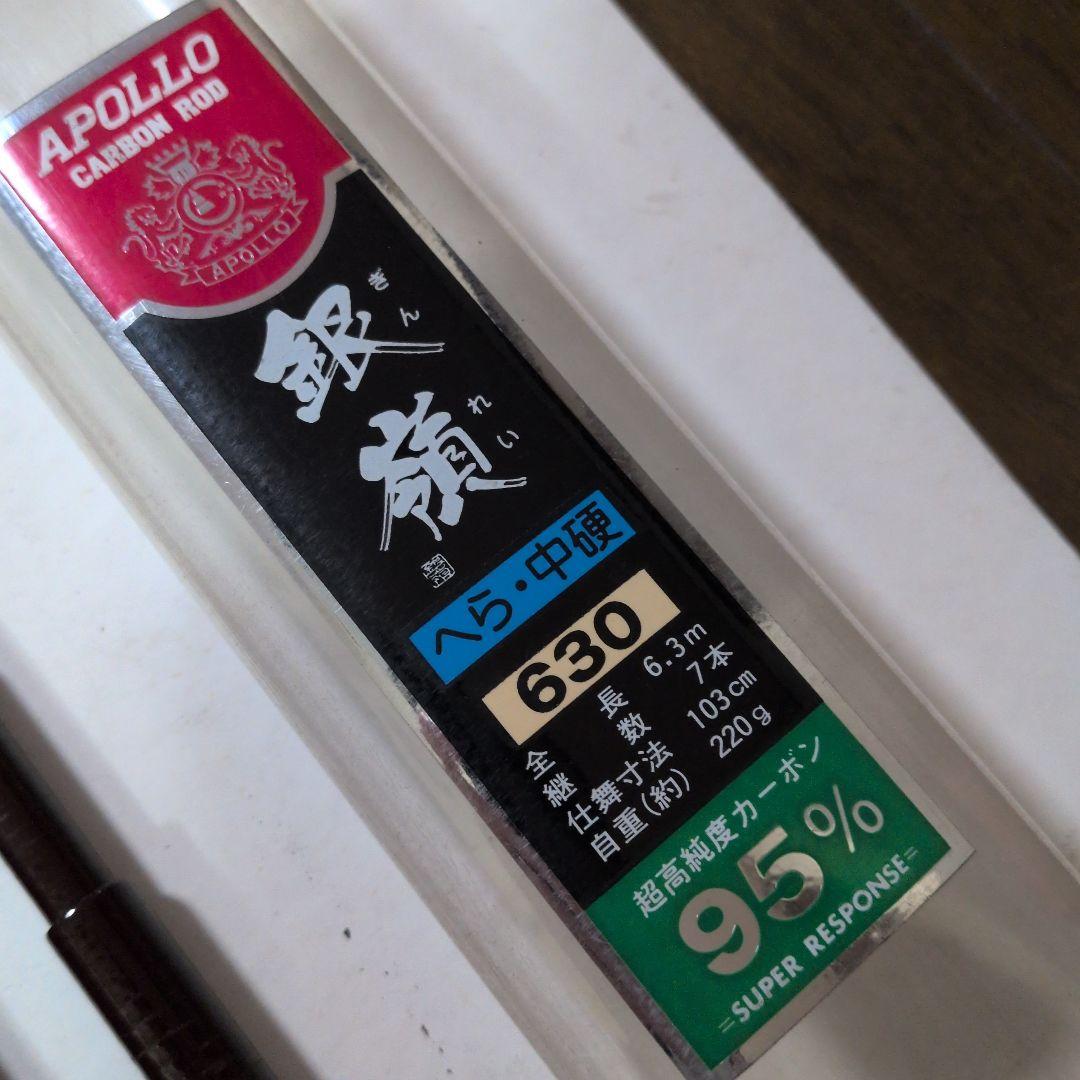 APOLLO
CARBON ROD
APOLLO
銀嶺
ぎんれい
へら・中硬
630
全長 6.3m
継数 7本
仕舞寸法 103cm
自重(約) 220g
超高純度カーボン
95%
=SUPER RESPONSE=